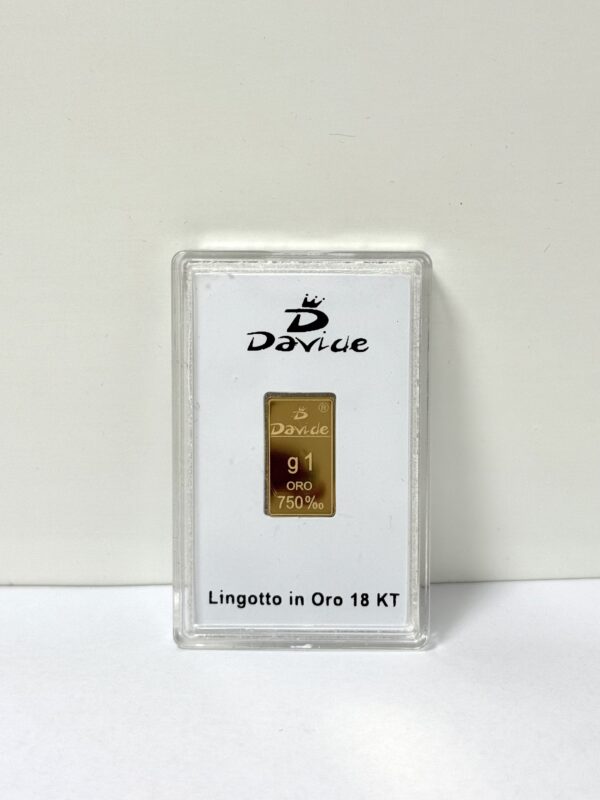 D
Davide
D
®
Davide
g 1
ORO
750‰
Lingotto in Oro 18 KT